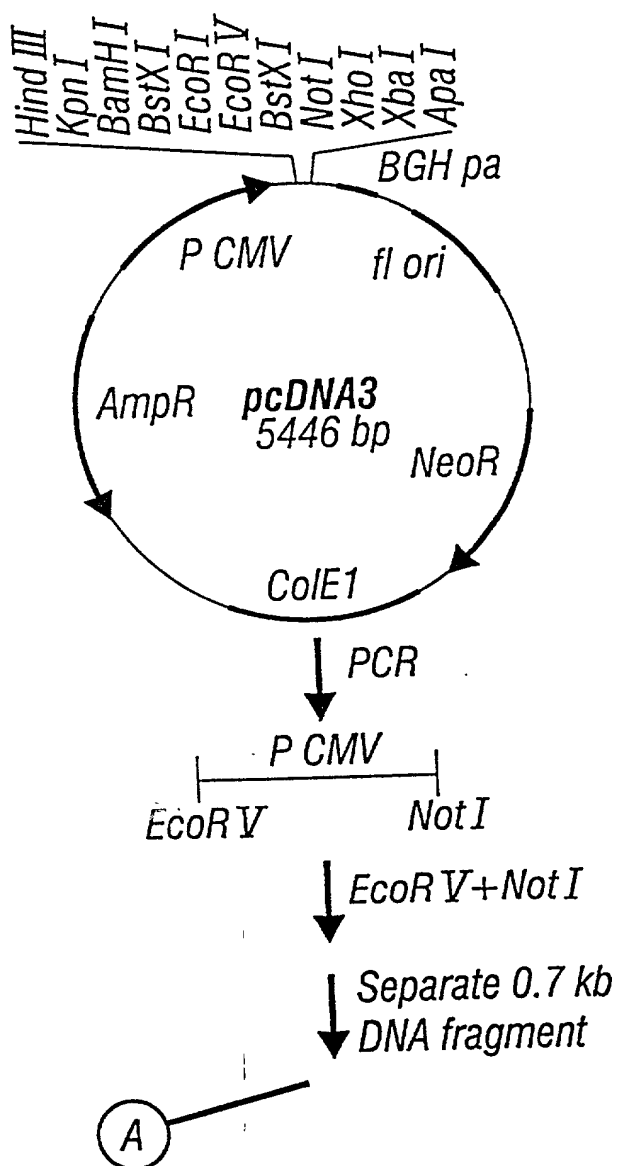 Hind III
Kpn I
BamH I
BstX I
EcoR I
EcoR V
BstX I
Not I
Xho I
Xba I
Apa I
BGH pa
P CMV
fl ori
AmpR
pcDNA3
5446 bp
NeoR
ColE1
PCR
P CMV
EcoR V
Not I
EcoR V+Not I
Separate 0.7 kb
DNA fragment
A